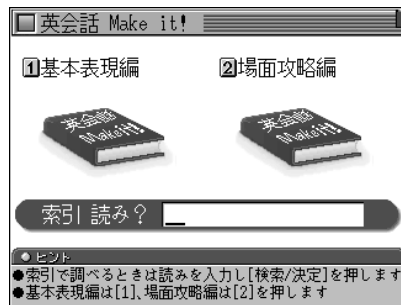 英会話 Make it!
1基本表現編
2場面攻略編
英会話 Make it!
英会話 Make it!
索引 読み?
ヒント
●索引で調べるときは読みを入力し[検索/決定]を押します
●基本表現編は[1]、場面攻略編は[2]を押します